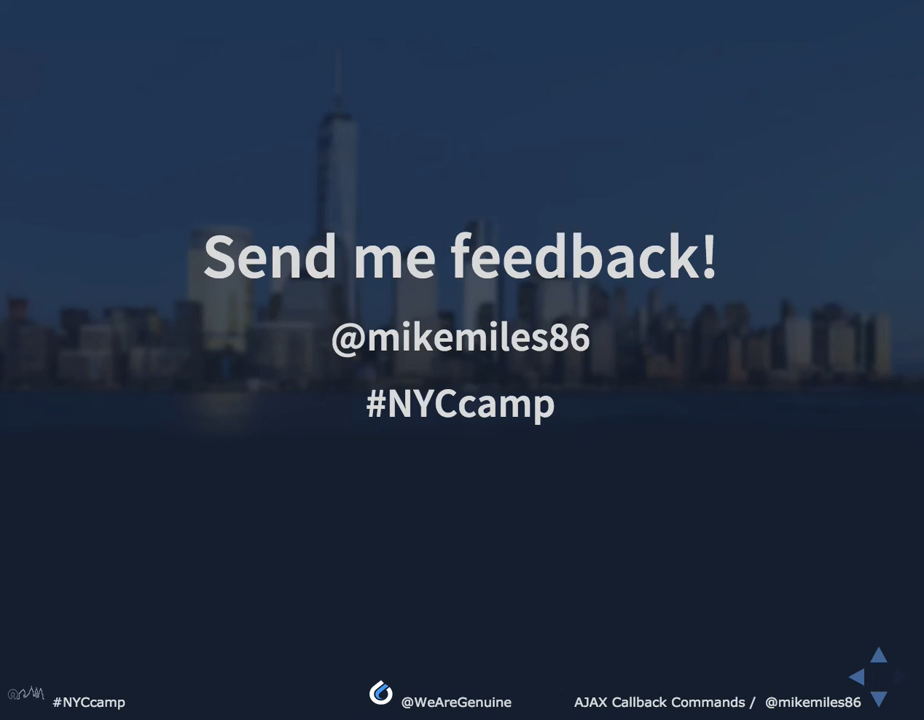 Send me feedback!
@mikemiles86
#NYCcamp
#NYCcamp
@WeAreGenuine
AJAX Callback Commands / @mikemiles86